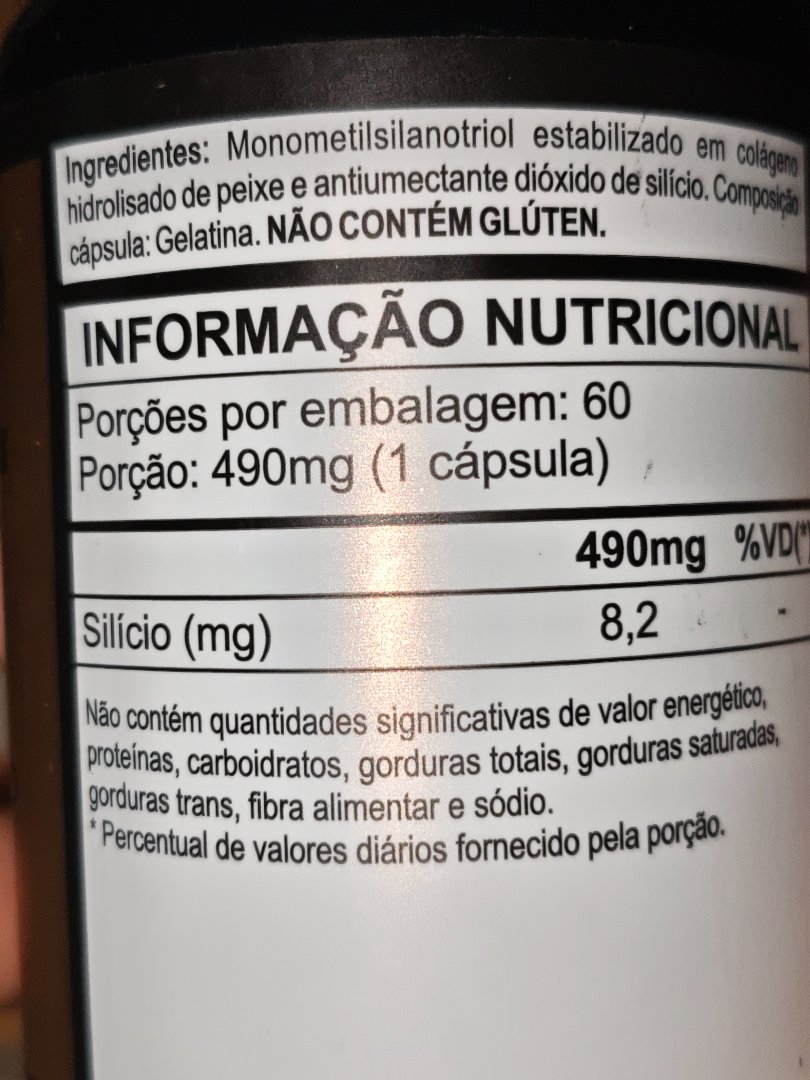 Ingredientes: Monometilsilanotriol estabilizado em colágeno
hidrolisado de peixe e antiumectante dióxido de silício. Composição
cápsula: Gelatina. NÃO CONTÉM GLÚTEN.
INFORMAÇÃO NUTRICIONAL
Porções por embalagem: 60
Porção: 490mg (1 cápsula)
490mg %VD(*)
Silício (mg) 8,2 -
Não contém quantidades significativas de valor energético,
proteínas, carboidratos, gorduras totais, gorduras saturadas,
gorduras trans, fibra alimentar e sódio.
* Percentual de valores diários fornecido pela porção.